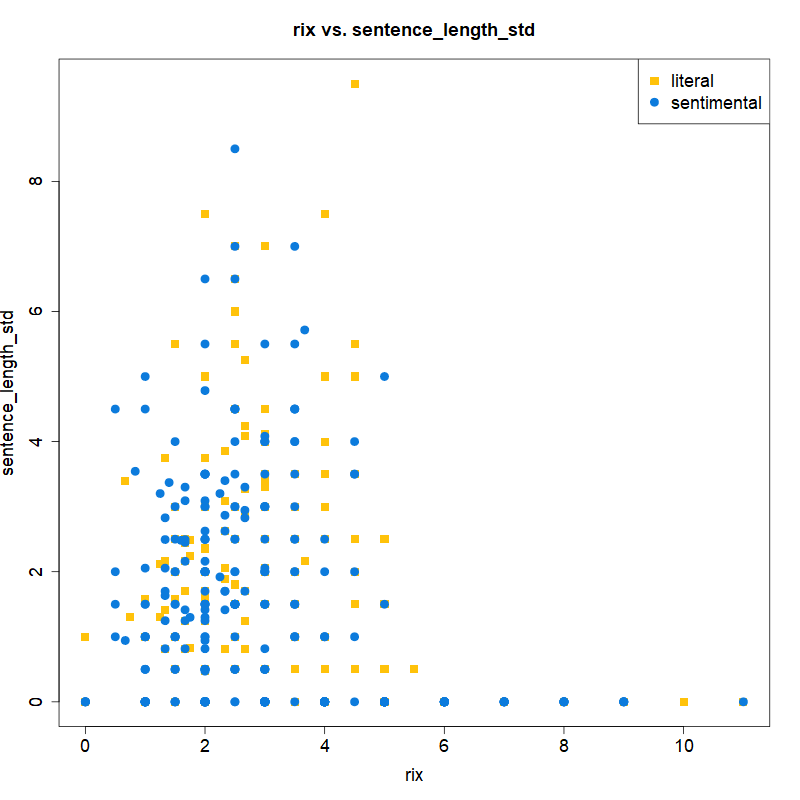 rix vs. sentence_length_std
literal
sentimental
sentence_length_std
8
6
4
2
0
0 2 4 6 8 10
rix